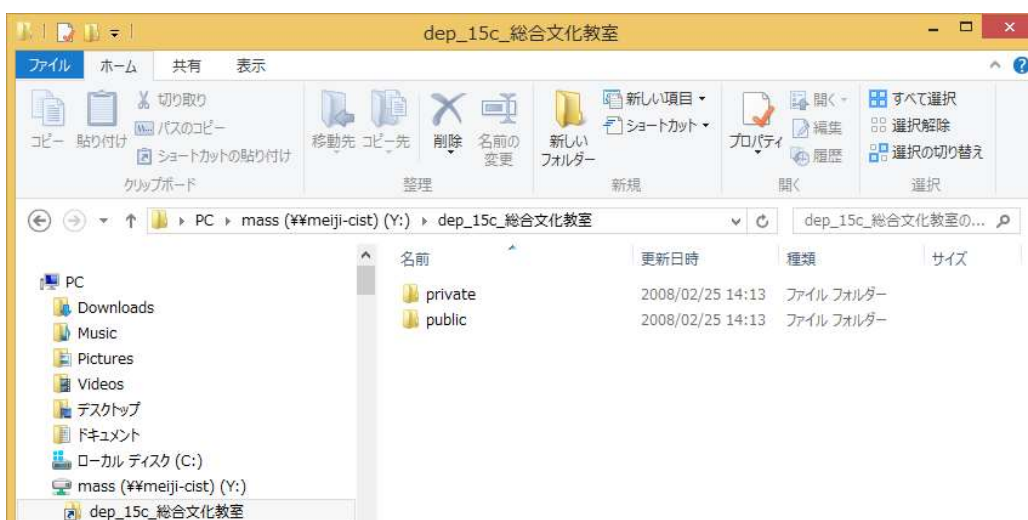 dep_15c_総合文化教室
ファイル ホーム 共有 表示
コピー 貼り付け 切り取り パスのコピー ショートカットの貼り付け
移動先 コピー先 削除 名前の変更
新しいフォルダー 新しい項目 ショートカット
プロパティ 開く 編集 履歴
すべて選択 選択解除 選択の切り替え
クリップボード 整理 新規 開く 選択
PC mass (¥¥meiji-cist) (Y:) dep_15c_総合文化教室 dep_15c_総合文化教室の...
名前 更新日時 種類 サイズ
private 2008/02/25 14:13 ファイル フォルダー
public 2008/02/25 14:13 ファイル フォルダー
PC
Downloads
Music
Pictures
Videos
デスクトップ
ドキュメント
ローカル ディスク (C:)
mass (¥¥meiji-cist) (Y:)
dep_15c_総合文化教室